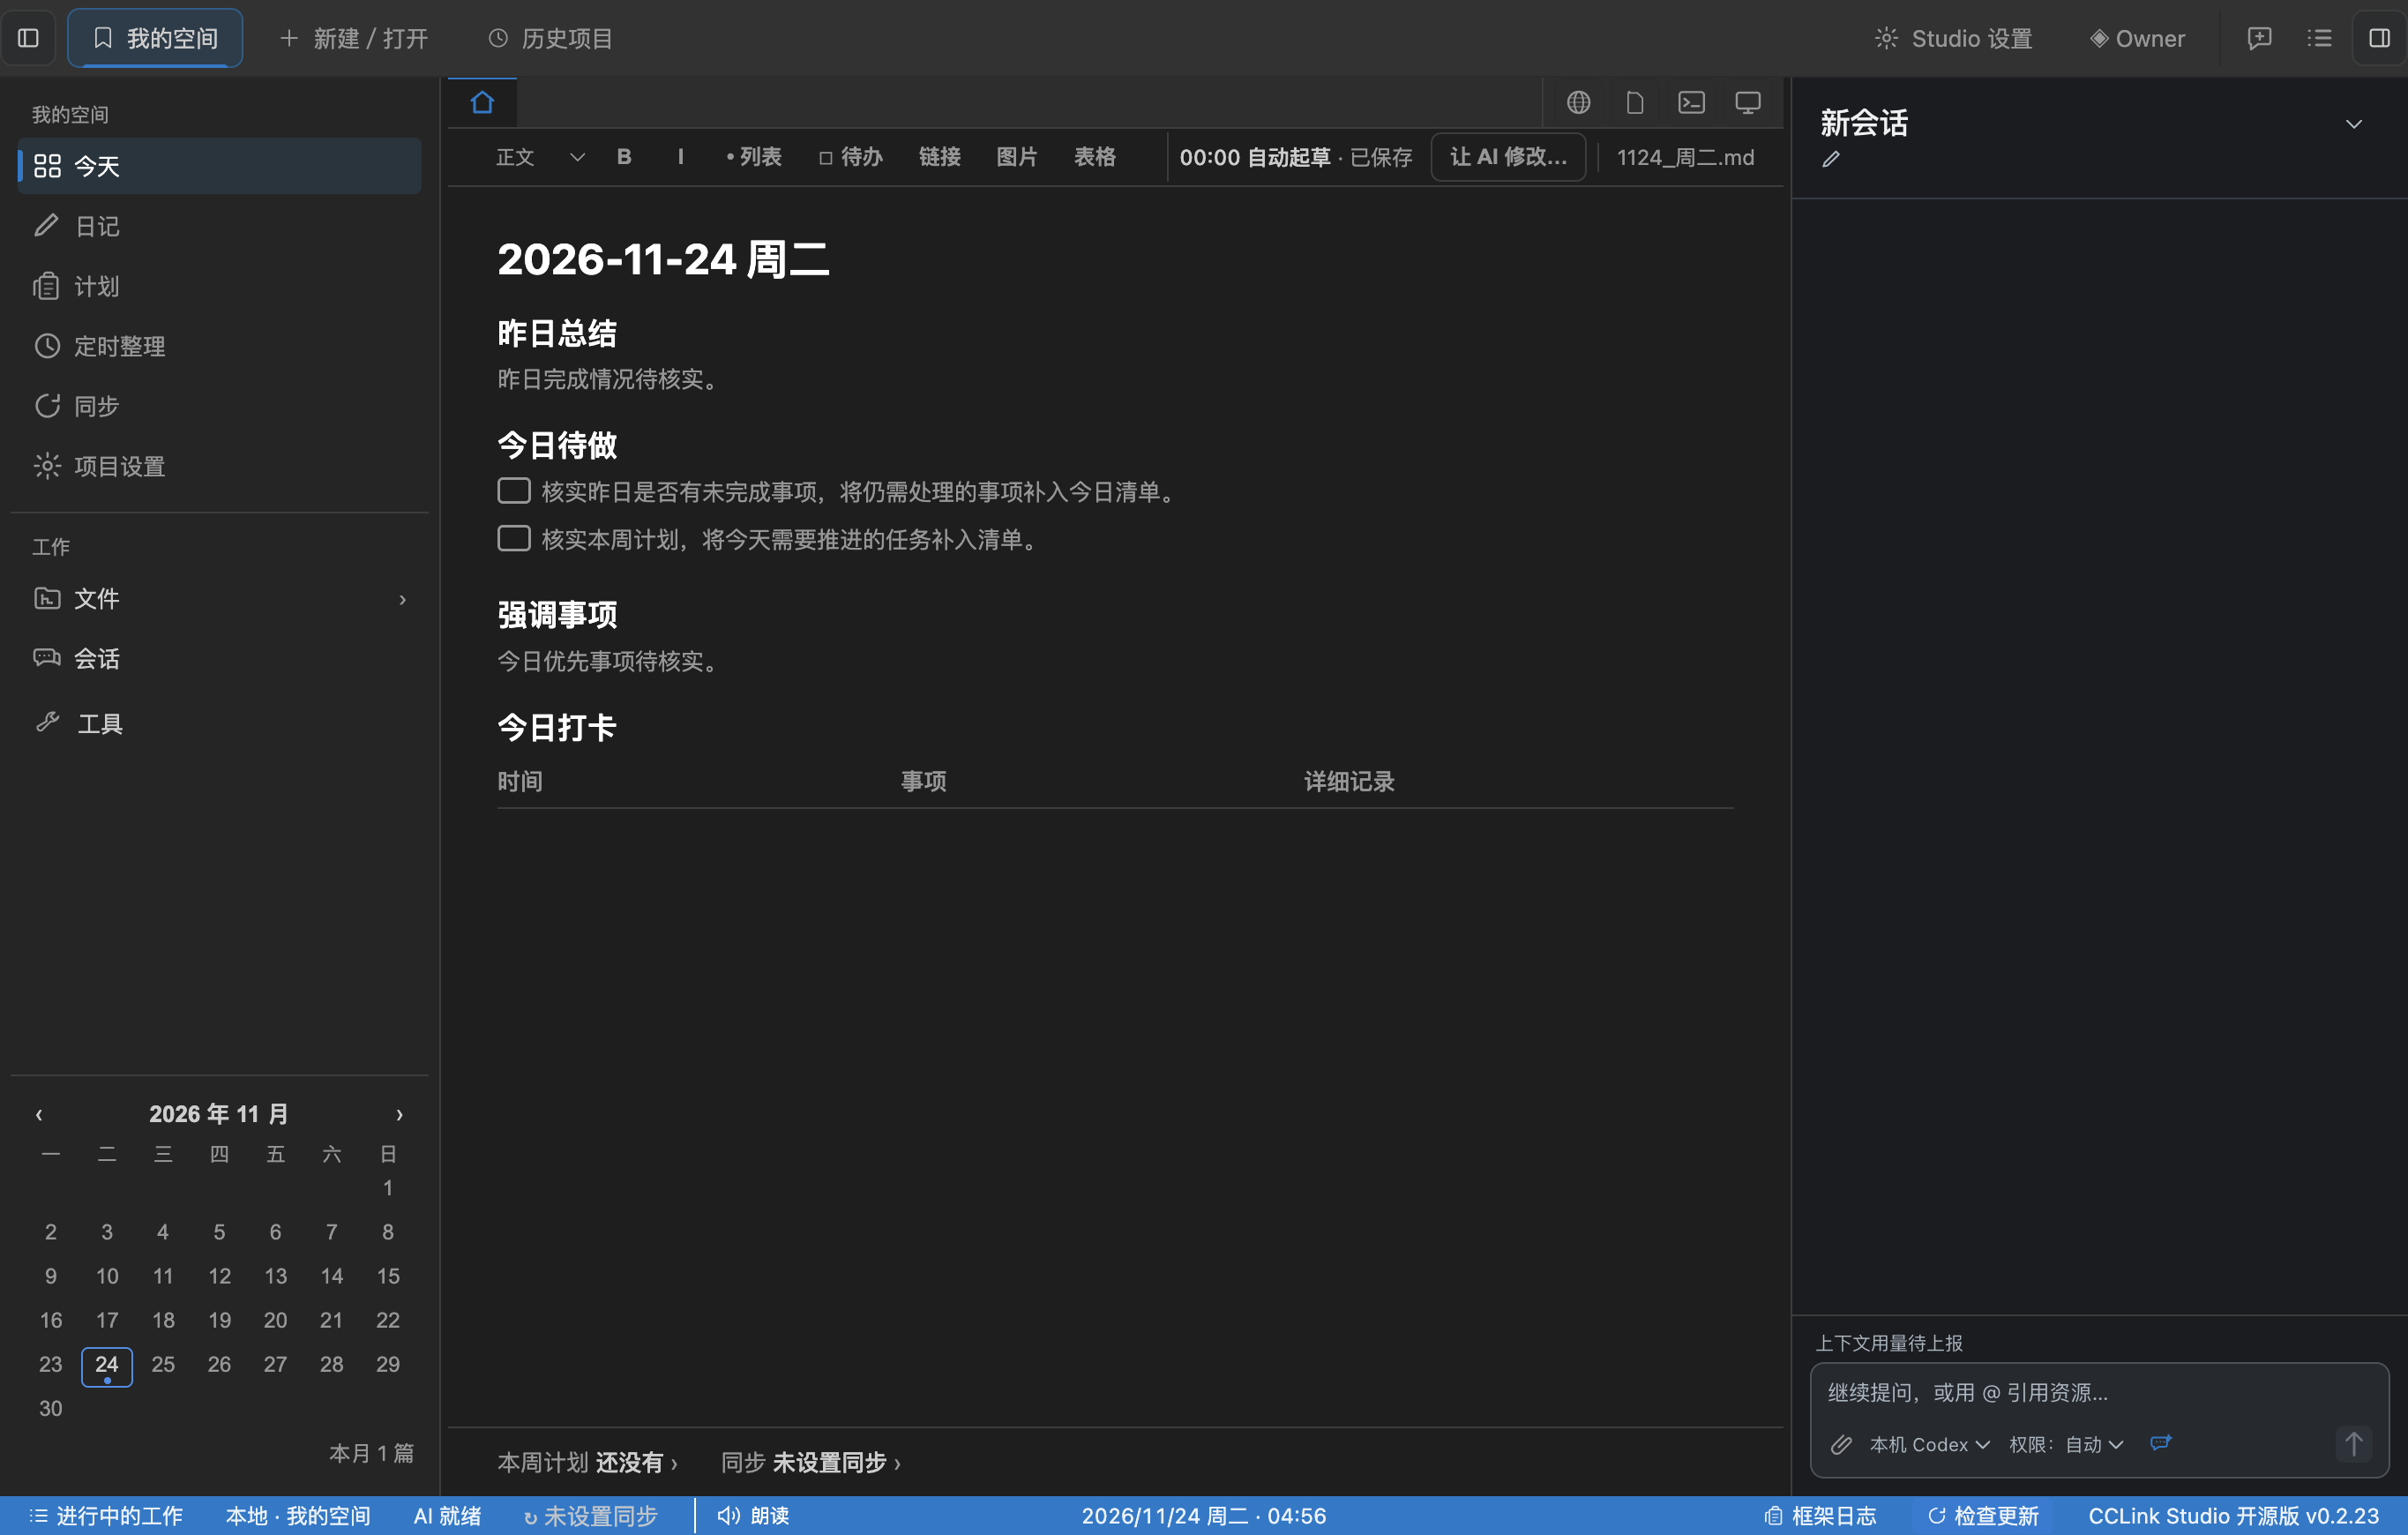 我的空间
新建 / 打开
历史项目
Studio 设置
Owner
我的空间
今天
日记
计划
定时整理
同步
项目设置
工作
文件
会话
工具
2026 年 11 月
一 二 三 四 五 六 日
1
2 3 4 5 6 7 8
9 10 11 12 13 14 15
16 17 18 19 20 21 22
23 24 25 26 27 28 29
30
本月 1 篇
正文 B I • 列表 □ 待办 链接 图片 表格 00:00 自动起草 · 已保存 让 AI 修改... 1124_周二.md
2026-11-24 周二
昨日总结
昨日完成情况待核实。
今日待做
核实昨日是否有未完成事项，将仍需处理的事项补入今日清单。
核实本周计划，将今天需要推进的任务补入清单。
强调事项
今日优先事项待核实。
今日打卡
时间 事项 详细记录
本周计划 还没有 › 同步 未设置同步 ›
新会话
上下文用量待上报
继续提问，或用 @ 引用资源...
本机 Codex 权限：自动
进行中的工作 本地 · 我的空间 AI 就绪 ↻ 未设置同步 朗读 2026/11/24 周二 · 04:56 框架日志 检查更新 CCLink Studio 开源版 v0.2.23